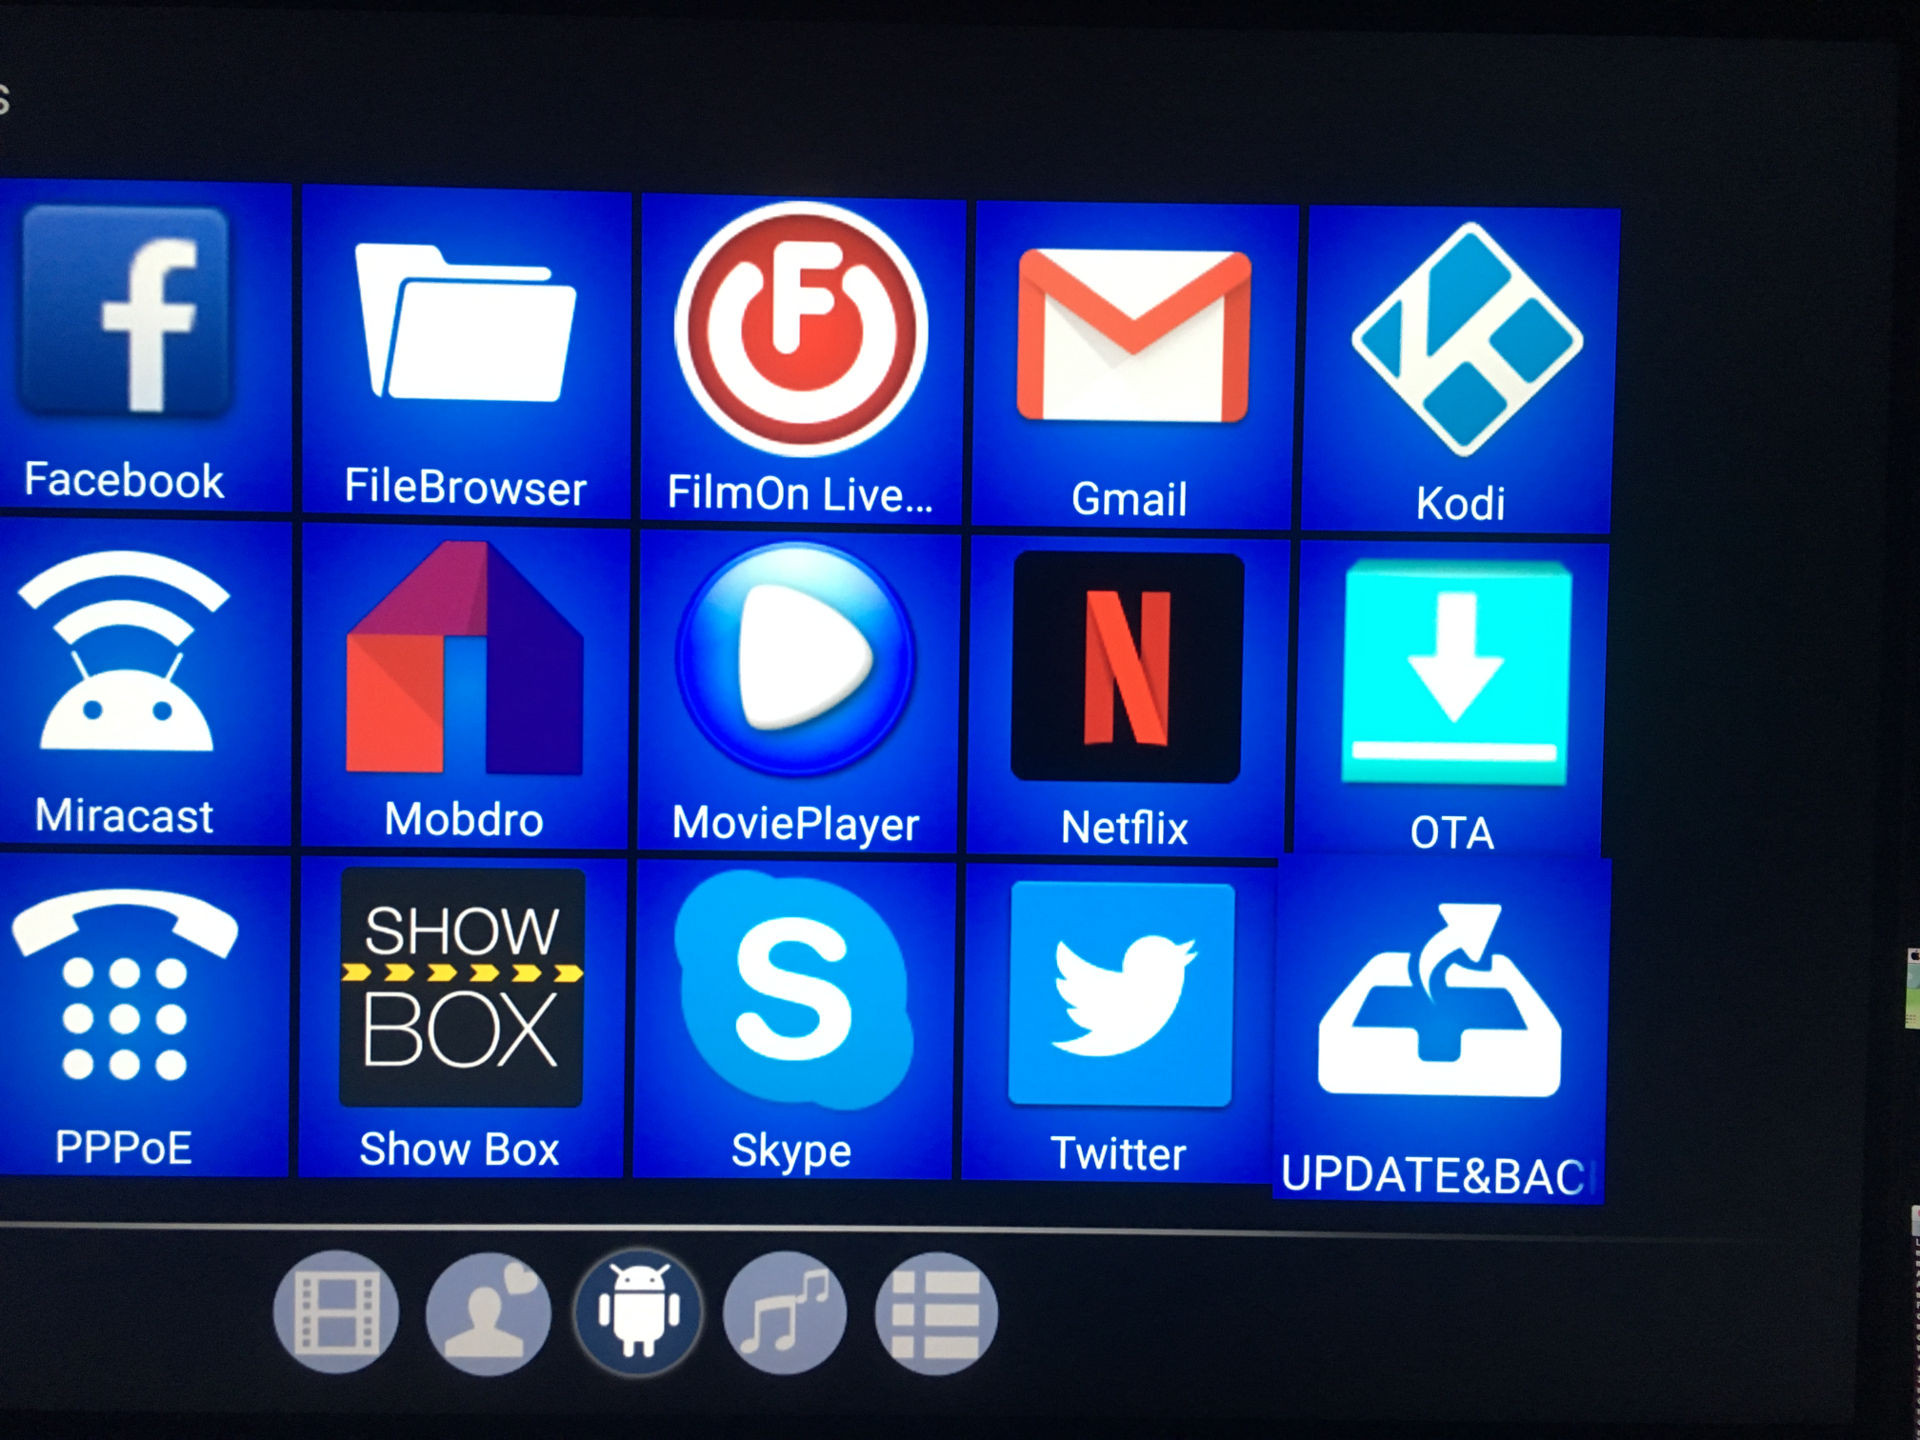 s
Facebook
FileBrowser
FilmOn Live...
Gmail
Kodi
Miracast
Mobdro
MoviePlayer
Netflix
OTA
SHOW
BOX
PPPoE
Show Box
Skype
Twitter
UPDATE&BAC